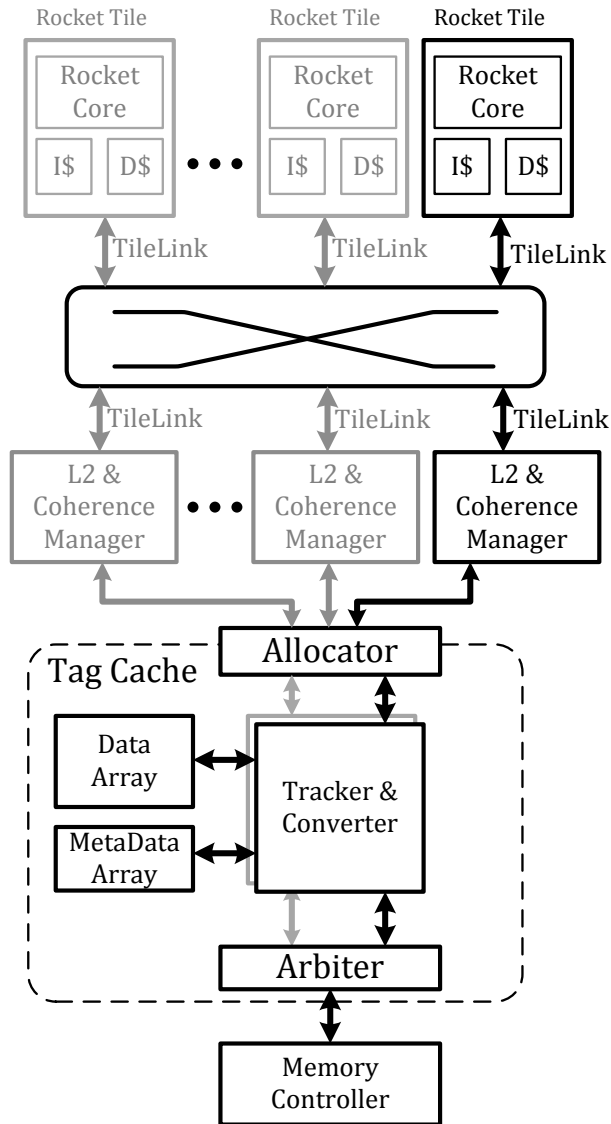 Rocket Tile
Rocket Tile
Rocket Tile
Rocket
Core
I$
D$
Rocket
Core
I$
D$
Rocket
Core
I$
D$
TileLink
TileLink
TileLink
TileLink
TileLink
TileLink
L2 &
Coherence
Manager
L2 &
Coherence
Manager
L2 &
Coherence
Manager
Allocator
Tag Cache
Data
Array
Tracker &
Converter
MetaData
Array
Arbiter
Memory
Controller